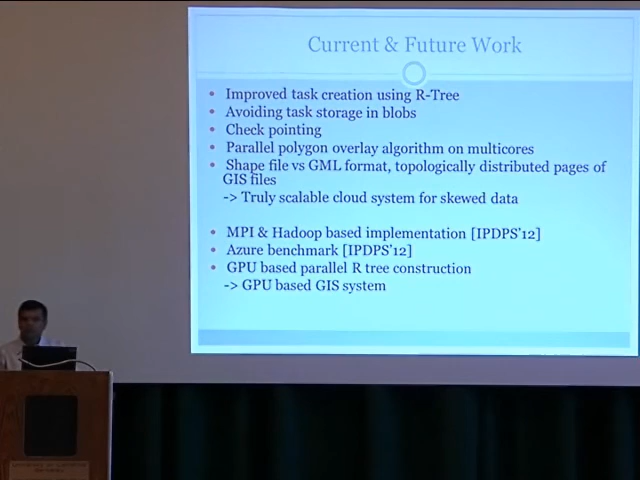 Current & Future Work
• Improved task creation using R-Tree
• Avoiding task storage in blobs
• Check pointing
• Parallel polygon overlay algorithm on multicores
• Shape file vs GML format, topologically distributed pages of
GIS files
-> Truly scalable cloud system for skewed data
• MPI & Hadoop based implementation [IPDPS'12]
• Azure benchmark [IPDPS'12]
• GPU based parallel R tree construction
-> GPU based GIS system